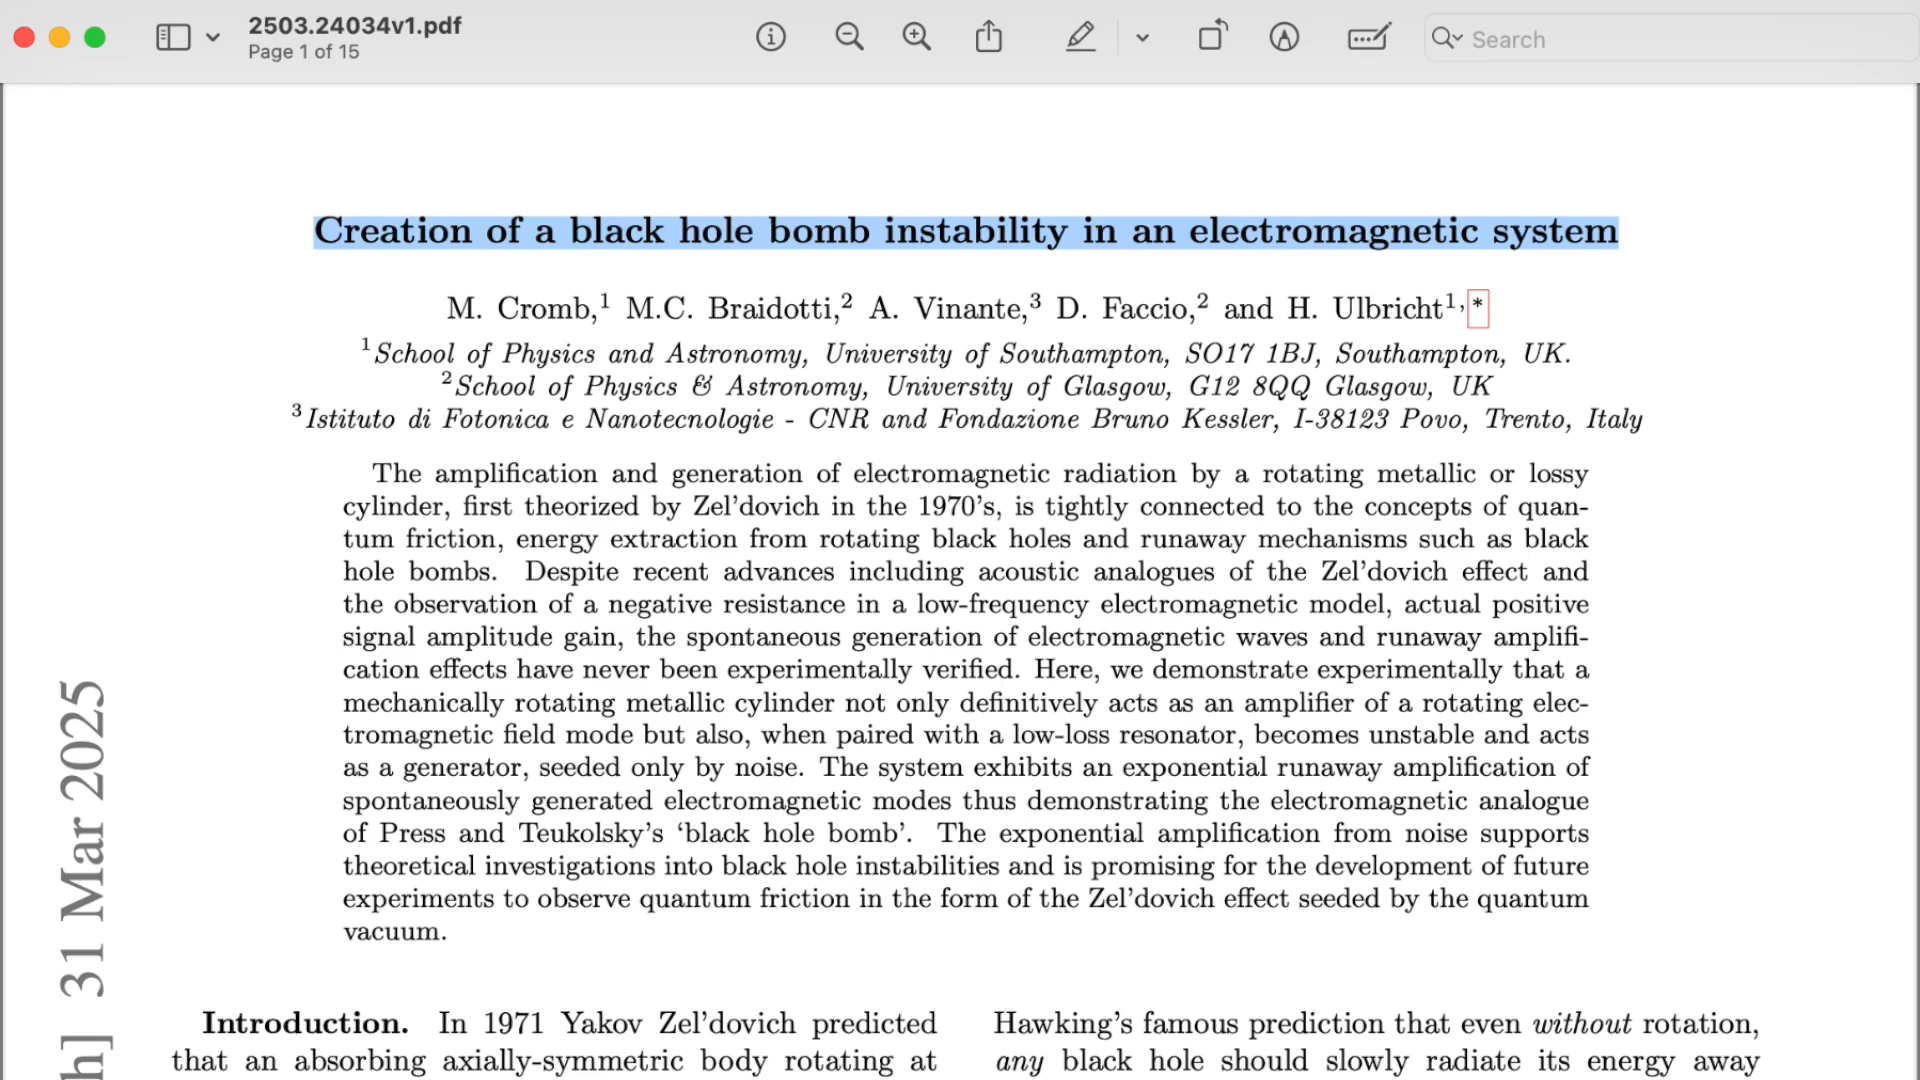 2503.24034v1.pdf
Page 1 of 15
Search
Creation of a black hole bomb instability in an electromagnetic system
M. Cromb,¹ M.C. Braidotti,² A. Vinante,³ D. Faccio,² and H. Ulbricht¹,*
¹School of Physics and Astronomy, University of Southampton, SO17 1BJ, Southampton, UK.
²School of Physics & Astronomy, University of Glasgow, G12 8QQ Glasgow, UK
³Istituto di Fotonica e Nanotecnologie - CNR and Fondazione Bruno Kessler, I-38123 Povo, Trento, Italy
The amplification and generation of electromagnetic radiation by a rotating metallic or lossy
cylinder, first theorized by Zel'dovich in the 1970's, is tightly connected to the concepts of quan-
tum friction, energy extraction from rotating black holes and runaway mechanisms such as black
hole bombs. Despite recent advances including acoustic analogues of the Zel'dovich effect and
the observation of a negative resistance in a low-frequency electromagnetic model, actual positive
signal amplitude gain, the spontaneous generation of electromagnetic waves and runaway amplifi-
cation effects have never been experimentally verified. Here, we demonstrate experimentally that a
mechanically rotating metallic cylinder not only definitively acts as an amplifier of a rotating elec-
tromagnetic field mode but also, when paired with a low-loss resonator, becomes unstable and acts
as a generator, seeded only by noise. The system exhibits an exponential runaway amplification of
spontaneously generated electromagnetic modes thus demonstrating the electromagnetic analogue
of Press and Teukolsky's ‘black hole bomb’. The exponential amplification from noise supports
theoretical investigations into black hole instabilities and is promising for the development of future
experiments to observe quantum friction in the form of the Zel'dovich effect seeded by the quantum
vacuum.
h] 31 Mar 2025
Introduction. In 1971 Yakov Zel'dovich predicted
that an absorbing axially-symmetric body rotating at
Hawking's famous prediction that even without rotation,
any black hole should slowly radiate its energy away